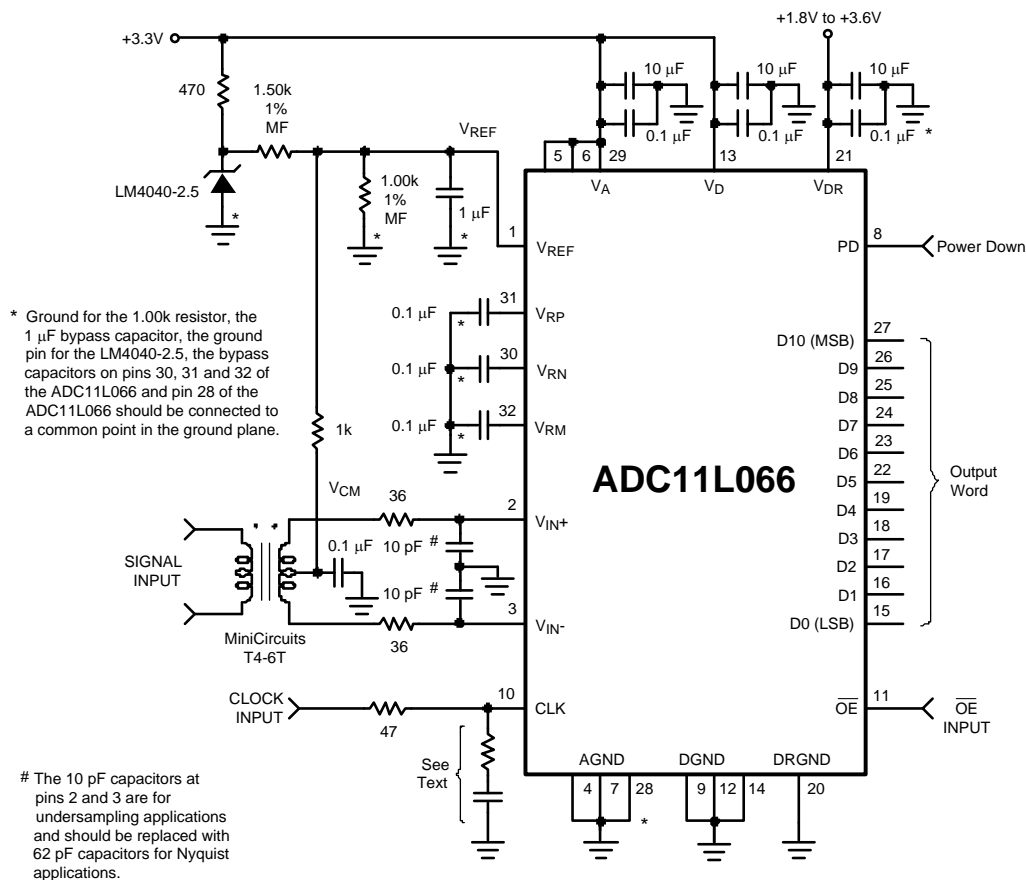 +1.8V to +3.6V
+3.3V
470
1.50k
1%
MF
VREF
10 µF
10 µF
10 µF
0.1 µF
0.1 µF
0.1 µF
*
5
6
29
13
21
VA
VD
VDR
LM4040-2.5
*
1.00k
1%
MF
*
1 µF
*
1
VREF
PD
8
Power Down
* Ground for the 1.00k resistor, the
1 µF bypass capacitor, the ground
pin for the LM4040-2.5, the bypass
capacitors on pins 30, 31 and 32 of
the ADC11L066 and pin 28 of the
ADC11L066 should be connected to
a common point in the ground plane.
0.1 µF
*
31
VRP
0.1 µF
*
30
VRN
0.1 µF
*
32
VRM
1k
ADC11L066
D10 (MSB)
27
D9
26
D8
25
D7
24
D6
23
D5
22
D4
19
D3
18
D2
17
D1
16
D0 (LSB)
15
Output
Word
VCM
36
2
VIN+
SIGNAL
INPUT
0.1 µF
10 pF #
10 pF #
3
VIN-
36
MiniCircuits
T4-6T
CLOCK
INPUT
47
10
CLK
OE
11
OE
INPUT
See
Text
AGND
DGND
DRGND
4
7
28
9
12
14
20
*
# The 10 pF capacitors at
pins 2 and 3 are for
undersampling applications
and should be replaced with
62 pF capacitors for Nyquist
applications.